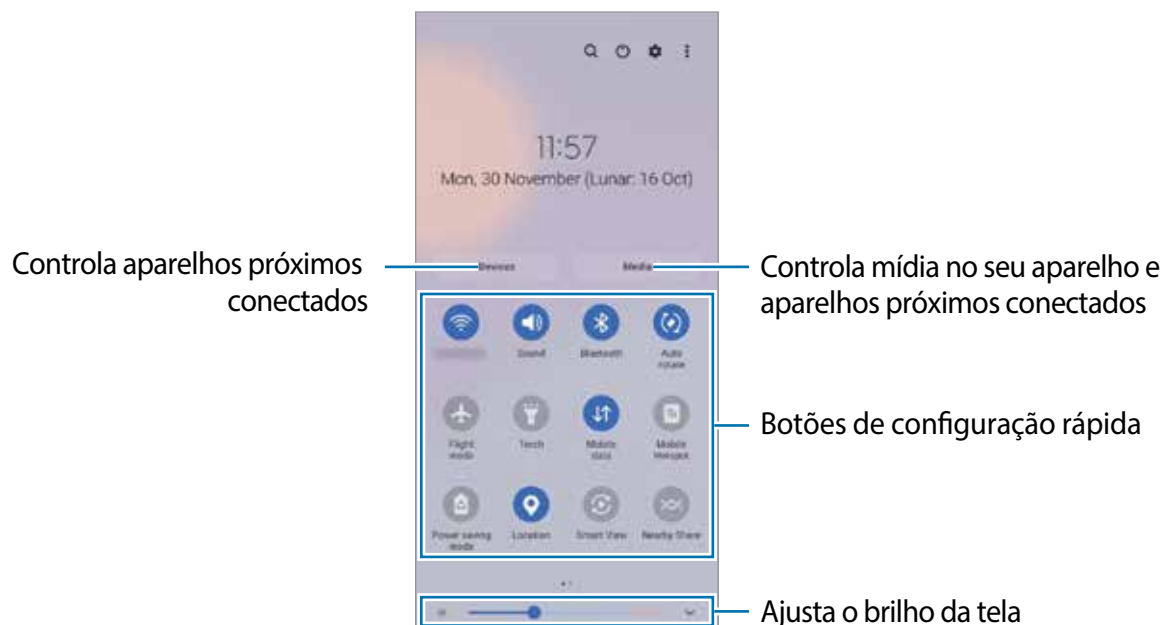 11:57
Mon, 30 November (Lunar: 16 Oct)
Controla aparelhos próximos
conectados
Devices
Media
Controla mídia no seu aparelho e
aparelhos próximos conectados
Sound
Bluetooth
Auto
rotate
Botões de configuração rápida
Flight
mode
Torch
Mobile
data
Mobile
Hotspot
Power saving
mode
Location
Smart View
Nearby Share
Ajusta o brilho da tela